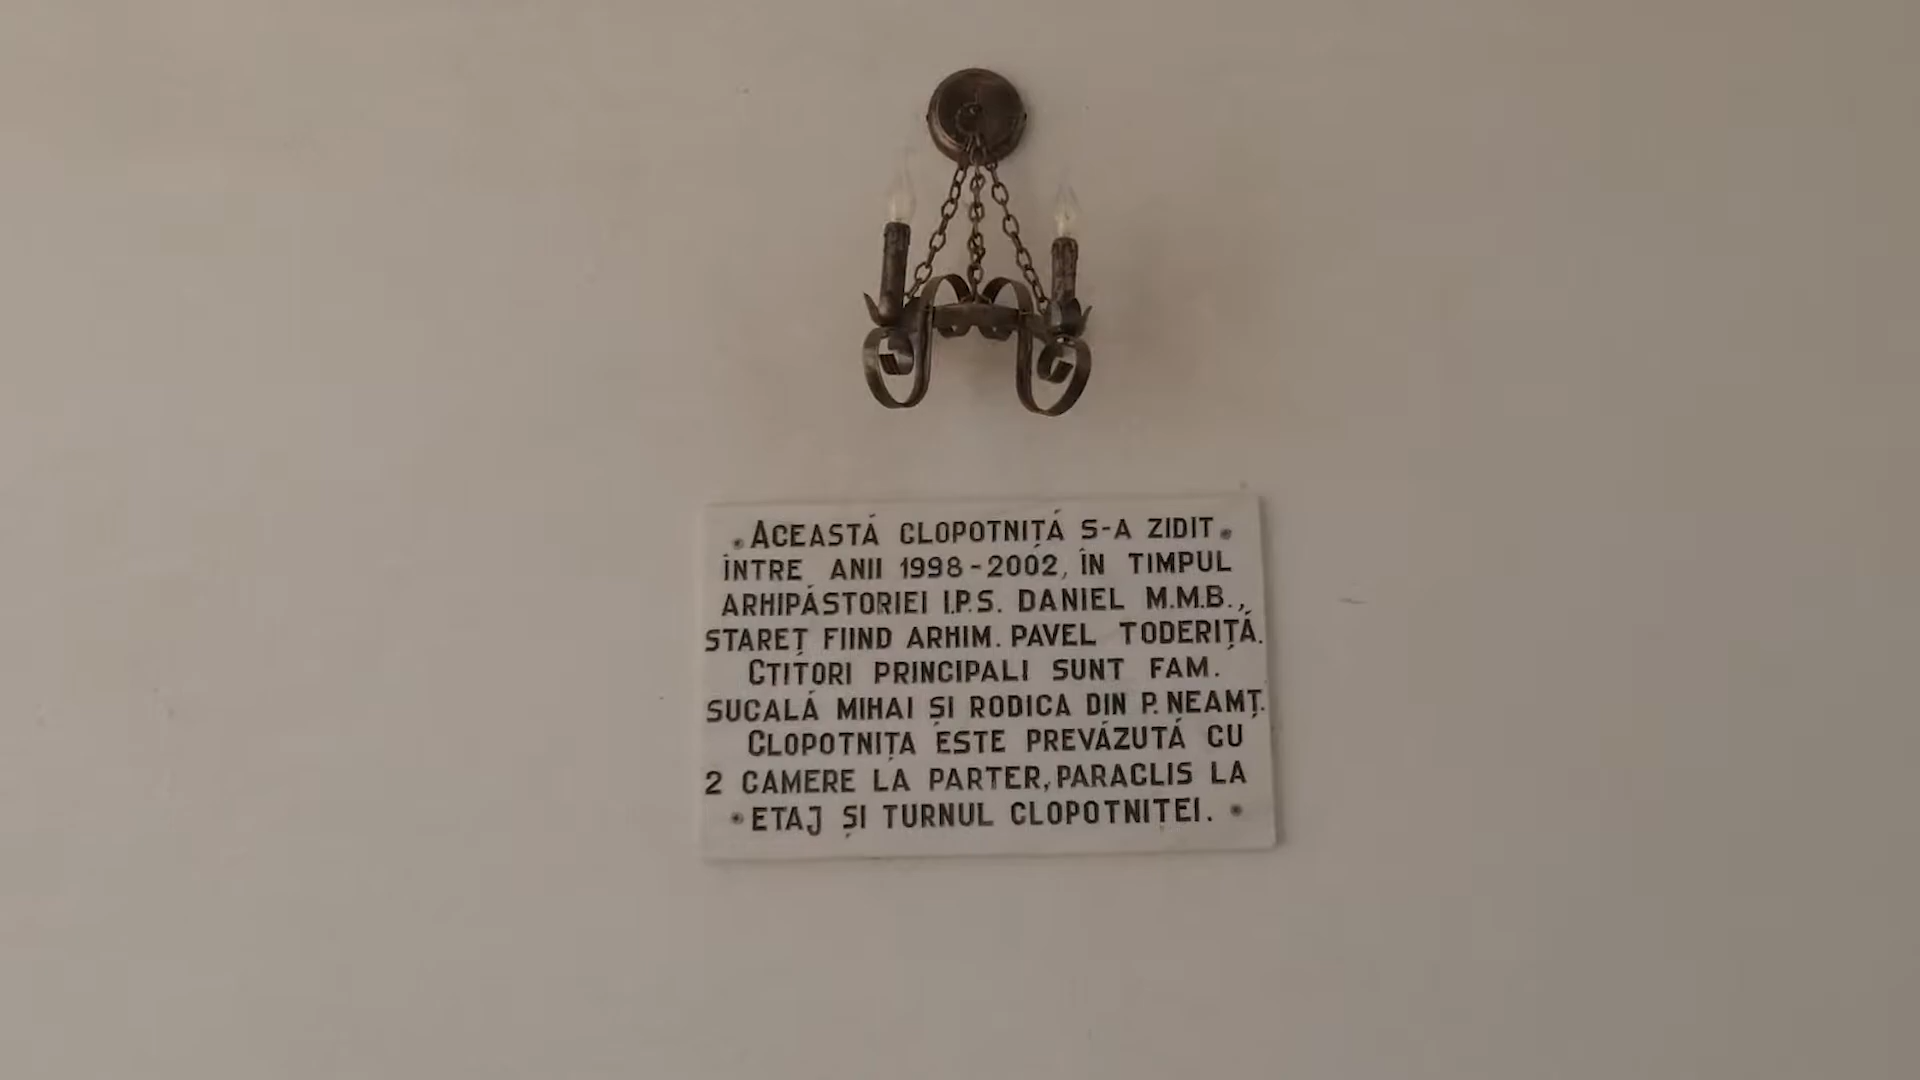 ACEASTĂ CLOPOTNIȚĂ S-A ZIDIT
ÎNTRE ANII 1998-2002, ÎN TIMPUL
ARHIPĂSTORIEI I.P.S. DANIEL M.M.B.,
STAREȚ FIIND ARHIM. PAVEL TODERIȚĂ.
CTITORI PRINCIPALI SUNT FAM.
SUCALĂ MIHAI ȘI RODICA DIN P. NEAMȚ.
CLOPOTNIȚA ESTE PREVĂZUTĂ CU
2 CAMERE LA PARTER, PARACLIS LA
ETAJ ȘI TURNUL CLOPOTNIȚEI.